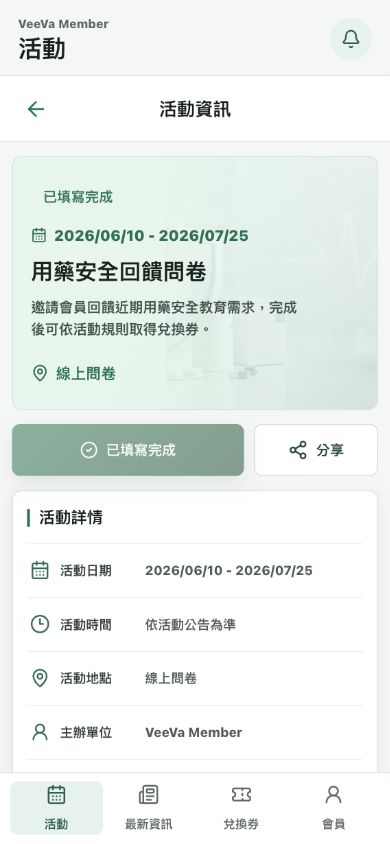 VeeVa Member
活動
活動資訊
已填寫完成
2026/06/10 - 2026/07/25
用藥安全回饋問卷
邀請會員回饋近期用藥安全教育需求，完成
後可依活動規則取得兌換券。
線上問卷
已填寫完成
分享
活動詳情
活動日期 2026/06/10 - 2026/07/25
活動時間 依活動公告為準
活動地點 線上問卷
主辦單位 VeeVa Member
活動 最新資訊 兌換券 會員